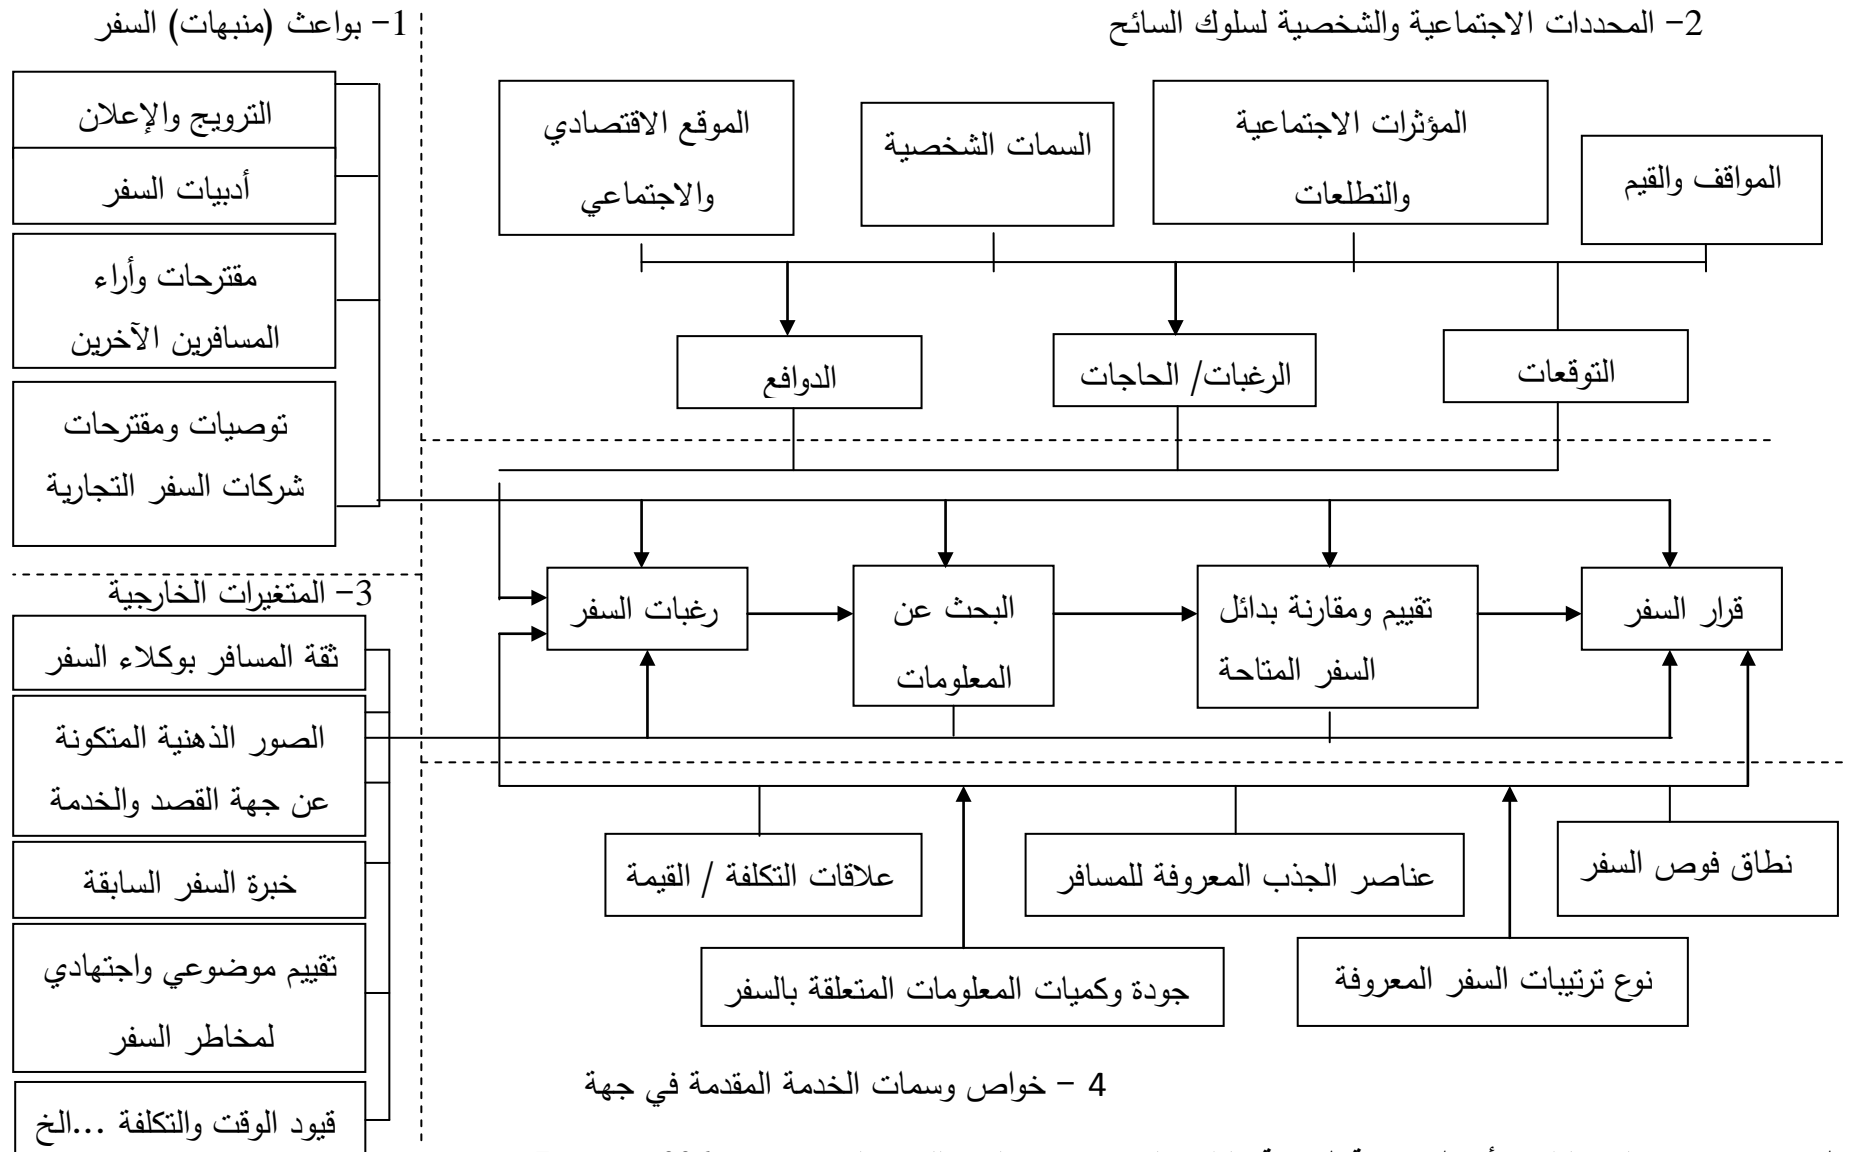 1- بواعث (منبهات) السفر
الترويج والإعلان
أدبيات السفر
مقترحات وأراء
المسافرين الآخرين
توصيات ومقترحات
شركات السفر التجارية
2- المحددات الاجتماعية والشخصية لسلوك السائح
المواقف والقيم
المؤثرات الاجتماعية
والتطلعات
السمات الشخصية
الموقع الاقتصادي
والاجتماعي
التوقعات
الرغبات/ الحاجات
الدوافع
رغبات السفر
البحث عن
المعلومات
تقييم ومقارنة بدائل
السفر المتاحة
قرار السفر
3- المتغيرات الخارجية
ثقة المسافر بوكلاء السفر
الصور الذهنية المتكونة
عن جهة القصد والخدمة
خبرة السفر السابقة
تقييم موضوعي واجتهادي
لمخاطر السفر
قيود الوقت والتكلفة ...الخ
نطاق فوص السفر
عناصر الجذب المعروفة للمسافر
علاقات التكلفة / القيمة
نوع ترتيبات السفر المعروفة
جودة وكميات المعلومات المتعلقة بالسفر
4 - خواص وسمات الخدمة المقدمة في جهة